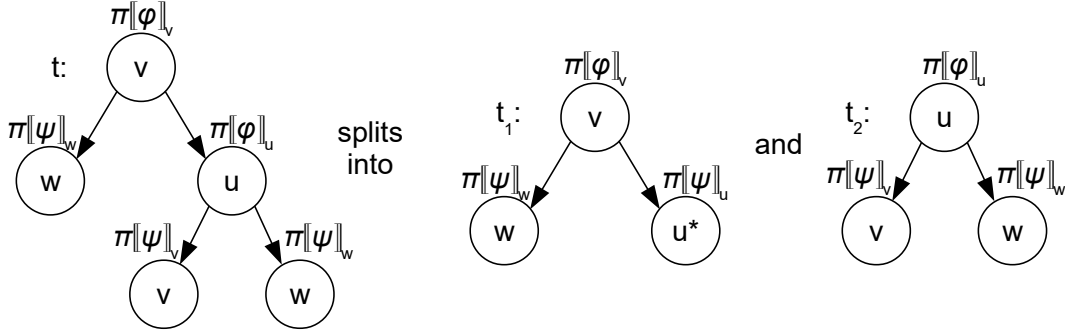 π⟦φ⟧v
t:
v
π⟦ψ⟧w
π⟦φ⟧u
w
u
π⟦ψ⟧v
π⟦ψ⟧w
v
w
splits
into
π⟦φ⟧v
t1:
v
π⟦ψ⟧w
π⟦ψ⟧u
w
u*
and
π⟦φ⟧u
t2:
u
π⟦ψ⟧v
π⟦ψ⟧w
v
w